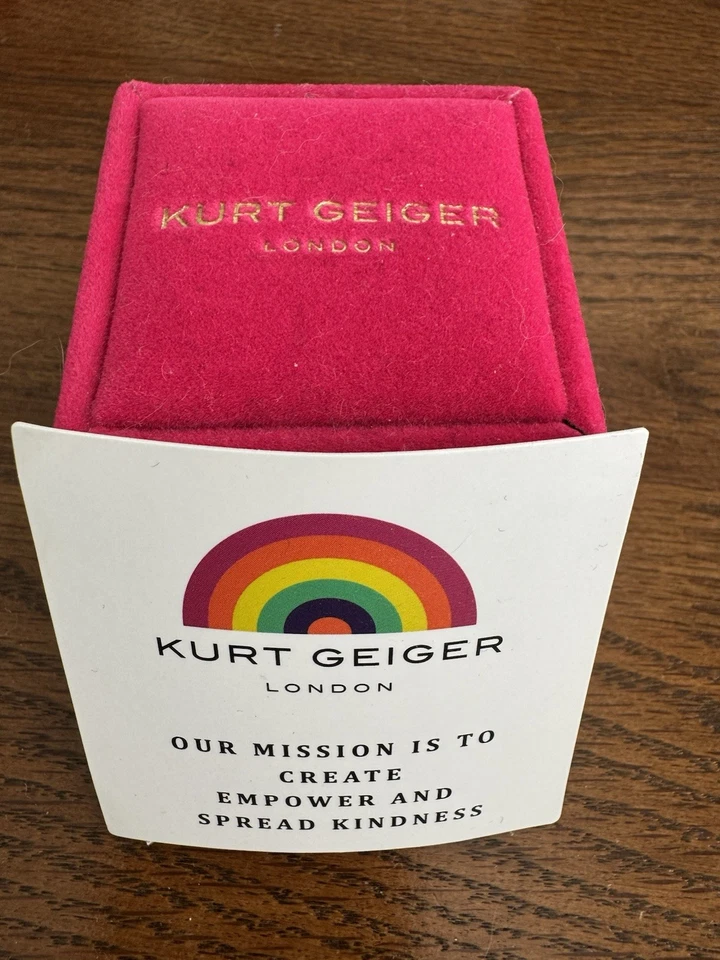 KURT GEIGER
LONDON
KURT GEIGER
LONDON
OUR MISSION IS TO
CREATE
EMPOWER AND
SPREAD KINDNESS